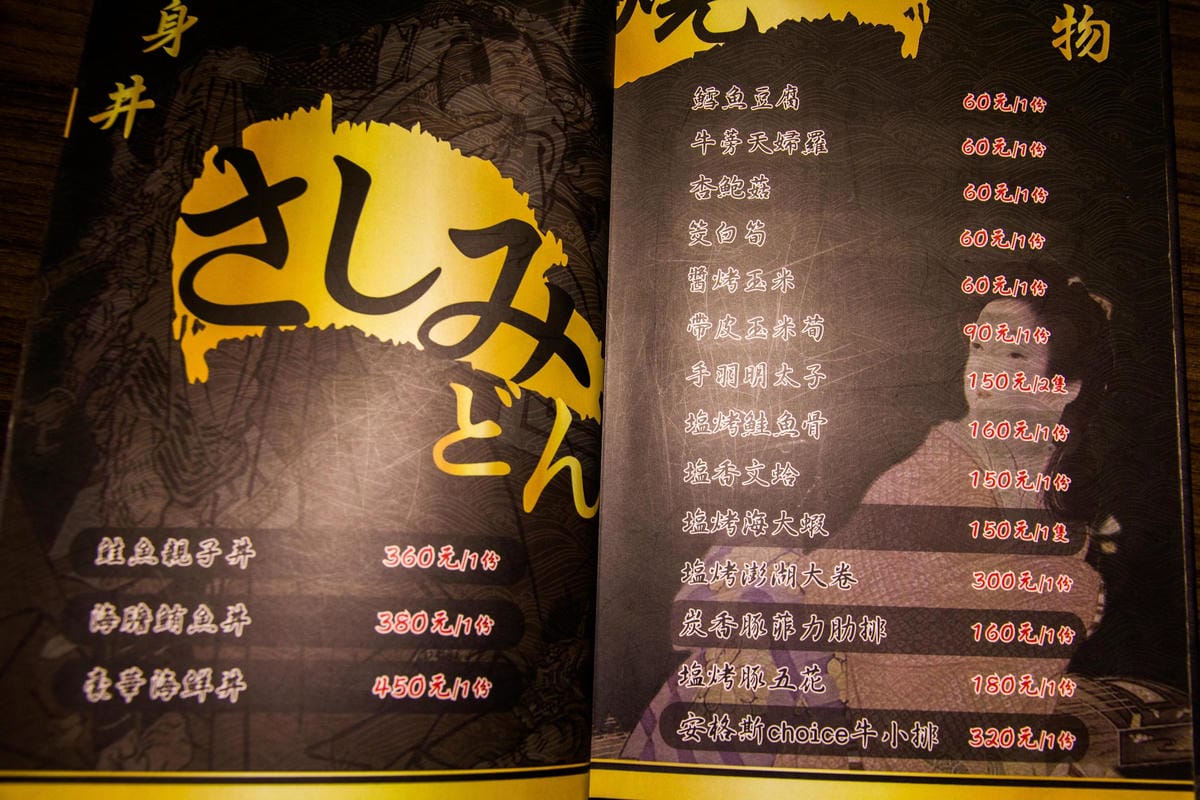 身
丼
さしみ
どん
鮭魚親子丼 360元/1份
海膽鮪魚丼 380元/1份
豪華海鮮丼 450元/1份
燒
物
鱈魚豆腐 60元/1份
牛蒡天婦羅 60元/1份
杏鮑菇 60元/1份
茭白筍 60元/1份
醬烤玉米 60元/1份
帶皮玉米筍 90元/1份
手羽明太子 150元/2隻
塩烤鮭魚骨 160元/1份
塩香文蛤 150元/1份
塩烤海大蝦 150元/1隻
塩烤澎湖大卷 300元/1份
炭香豚菲力肋排 160元/1份
塩烤豚五花 180元/1份
安格斯choice牛小排 320元/1份